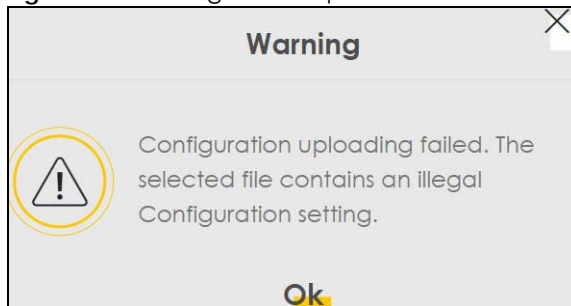 Warning
Configuration uploading failed. The
selected file contains an illegal
Configuration setting.
Ok